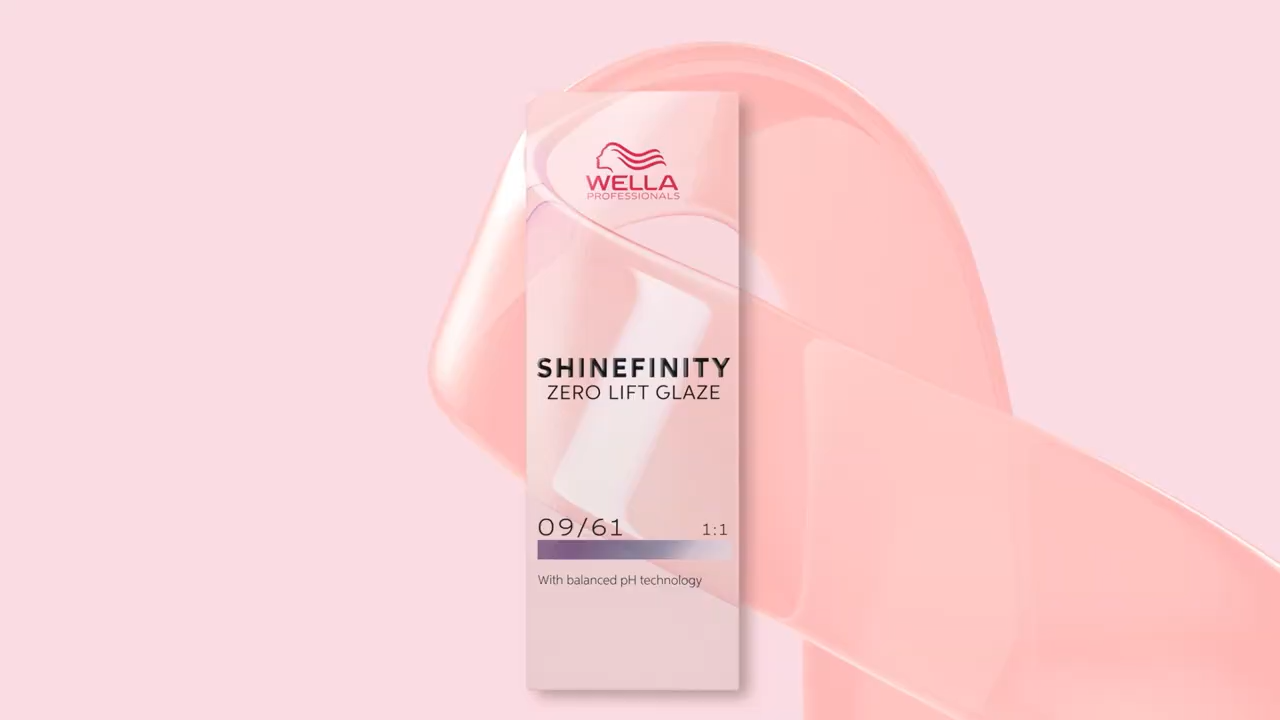 WELLA
PROFESSIONALS
SHINEFINITY
ZERO LIFT GLAZE
09/61 1:1
With balanced pH technology